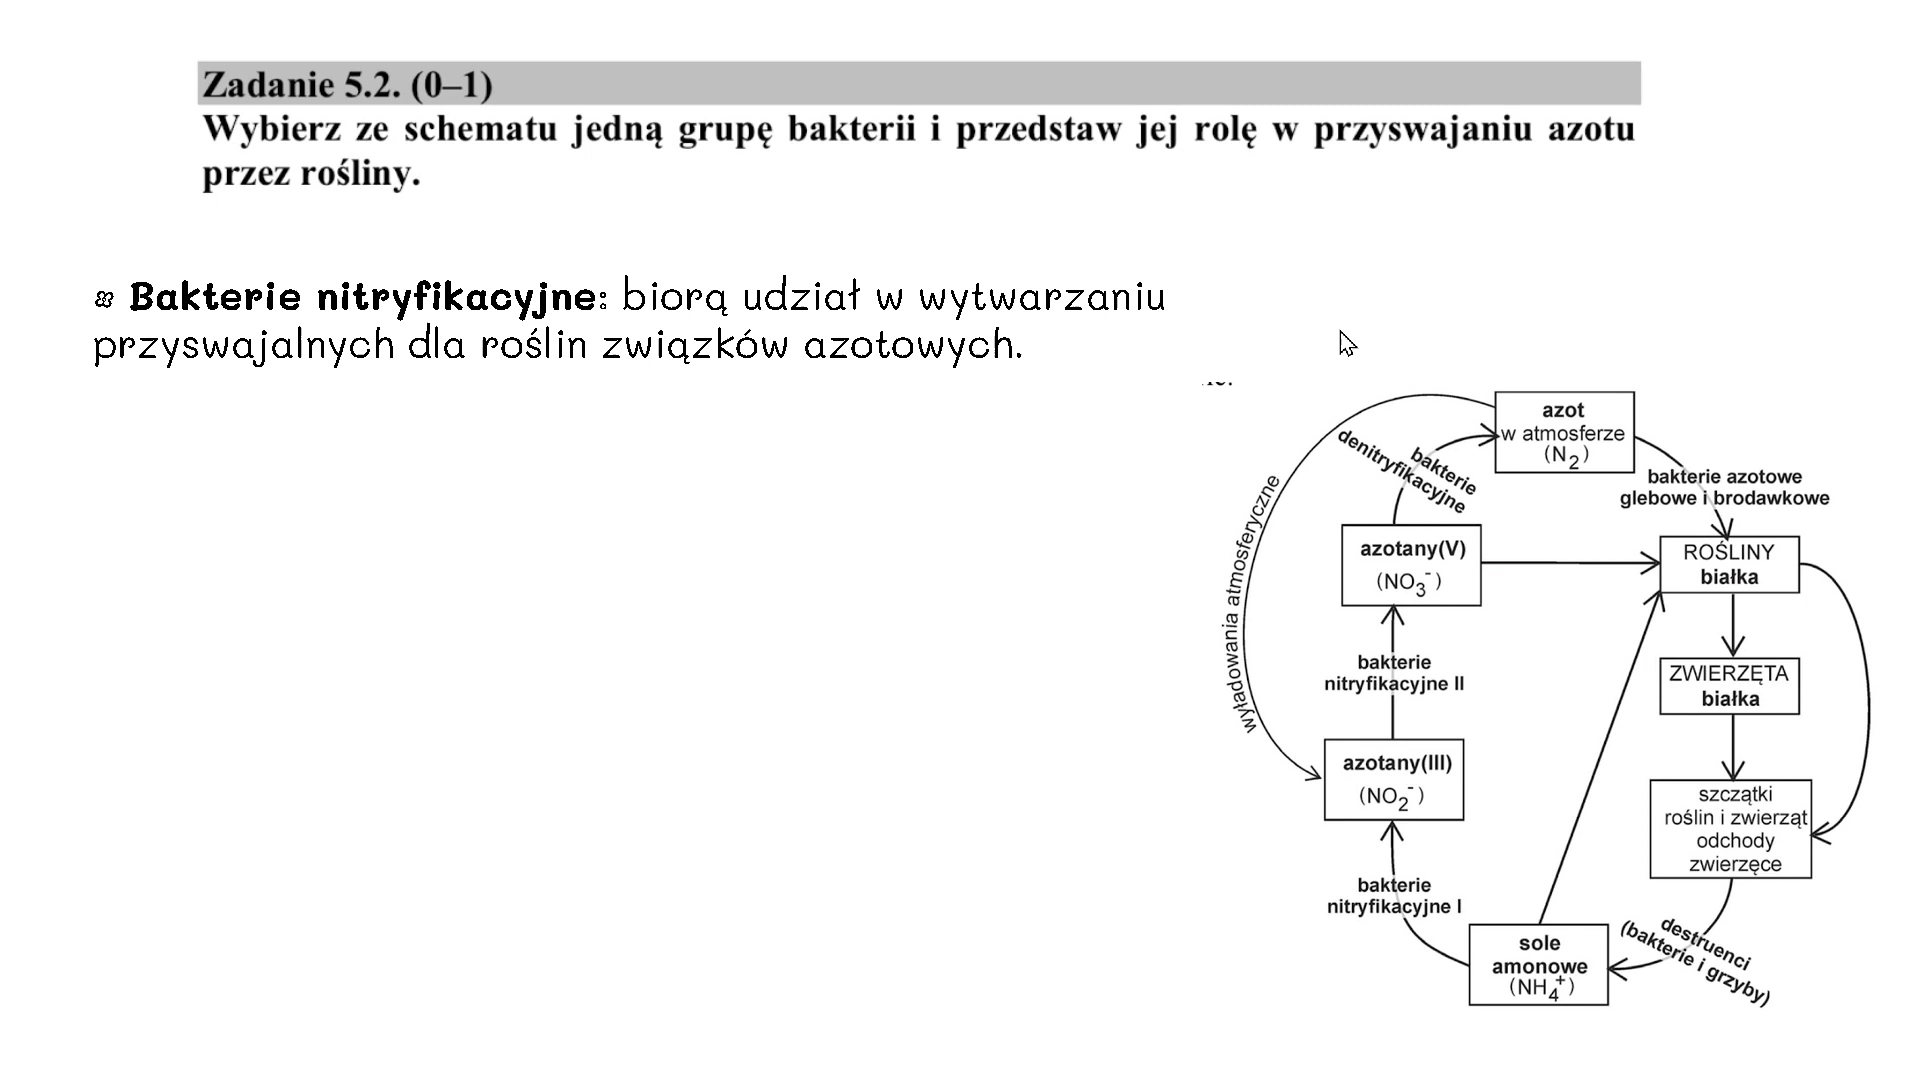 Zadanie 5.2. (0–1)
Wybierz ze schematu jedną grupę bakterii i przedstaw jej rolę w przyswajaniu azotu
przez rośliny.
Bakterie nitryfikacyjne: biorą udział w wytwarzaniu
przyswajalnych dla roślin związków azotowych.
azot
w atmosferze
(N₂)
denitryfikacyjne
bakterie
bakterie azotowe
glebowe i brodawkowe
wyładowania atmosferyczne
azotany(V)
(NO₃⁻)
ROŚLINY
białka
bakterie
nitryfikacyjne II
ZWIERZĘTA
białka
azotany(III)
(NO₂⁻)
szczątki
roślin i zwierząt
odchody
zwierzęce
bakterie
nitryfikacyjne I
destruenci
(bakterie i grzyby)
sole
amonowe
(NH₄⁺)